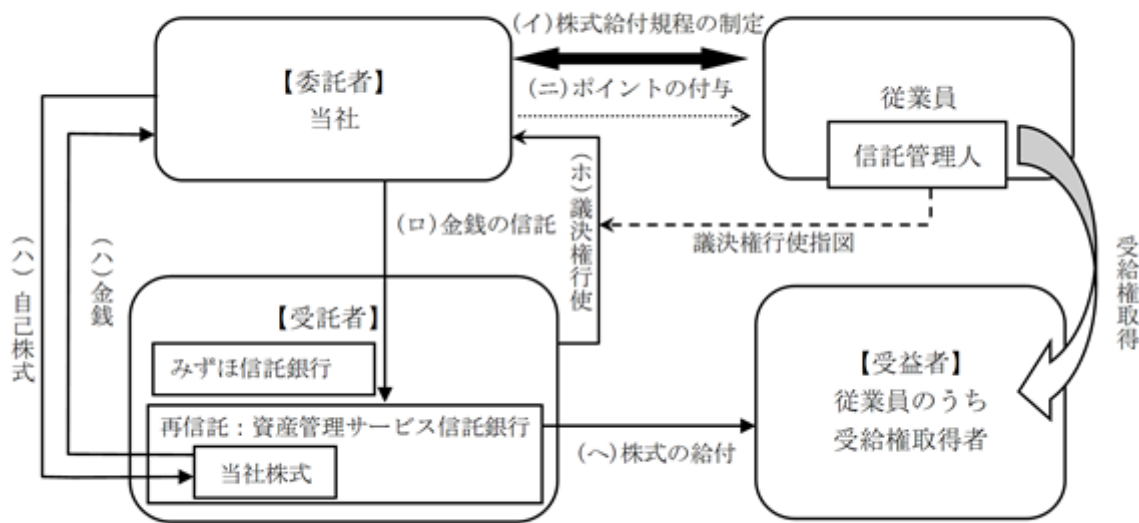 (イ)株式給付規程の制定
【委託者】
当社
(ニ)ポイントの付与
従業員
信託管理人
(ロ)金銭の信託
(ホ)議決権行使
議決権行使指図
受給権取得
(ハ)自己株式
(ハ)金銭
【受託者】
みずほ信託銀行
再信託：資産管理サービス信託銀行
当社株式
(ヘ)株式の給付
【受益者】
従業員のうち
受給権取得者